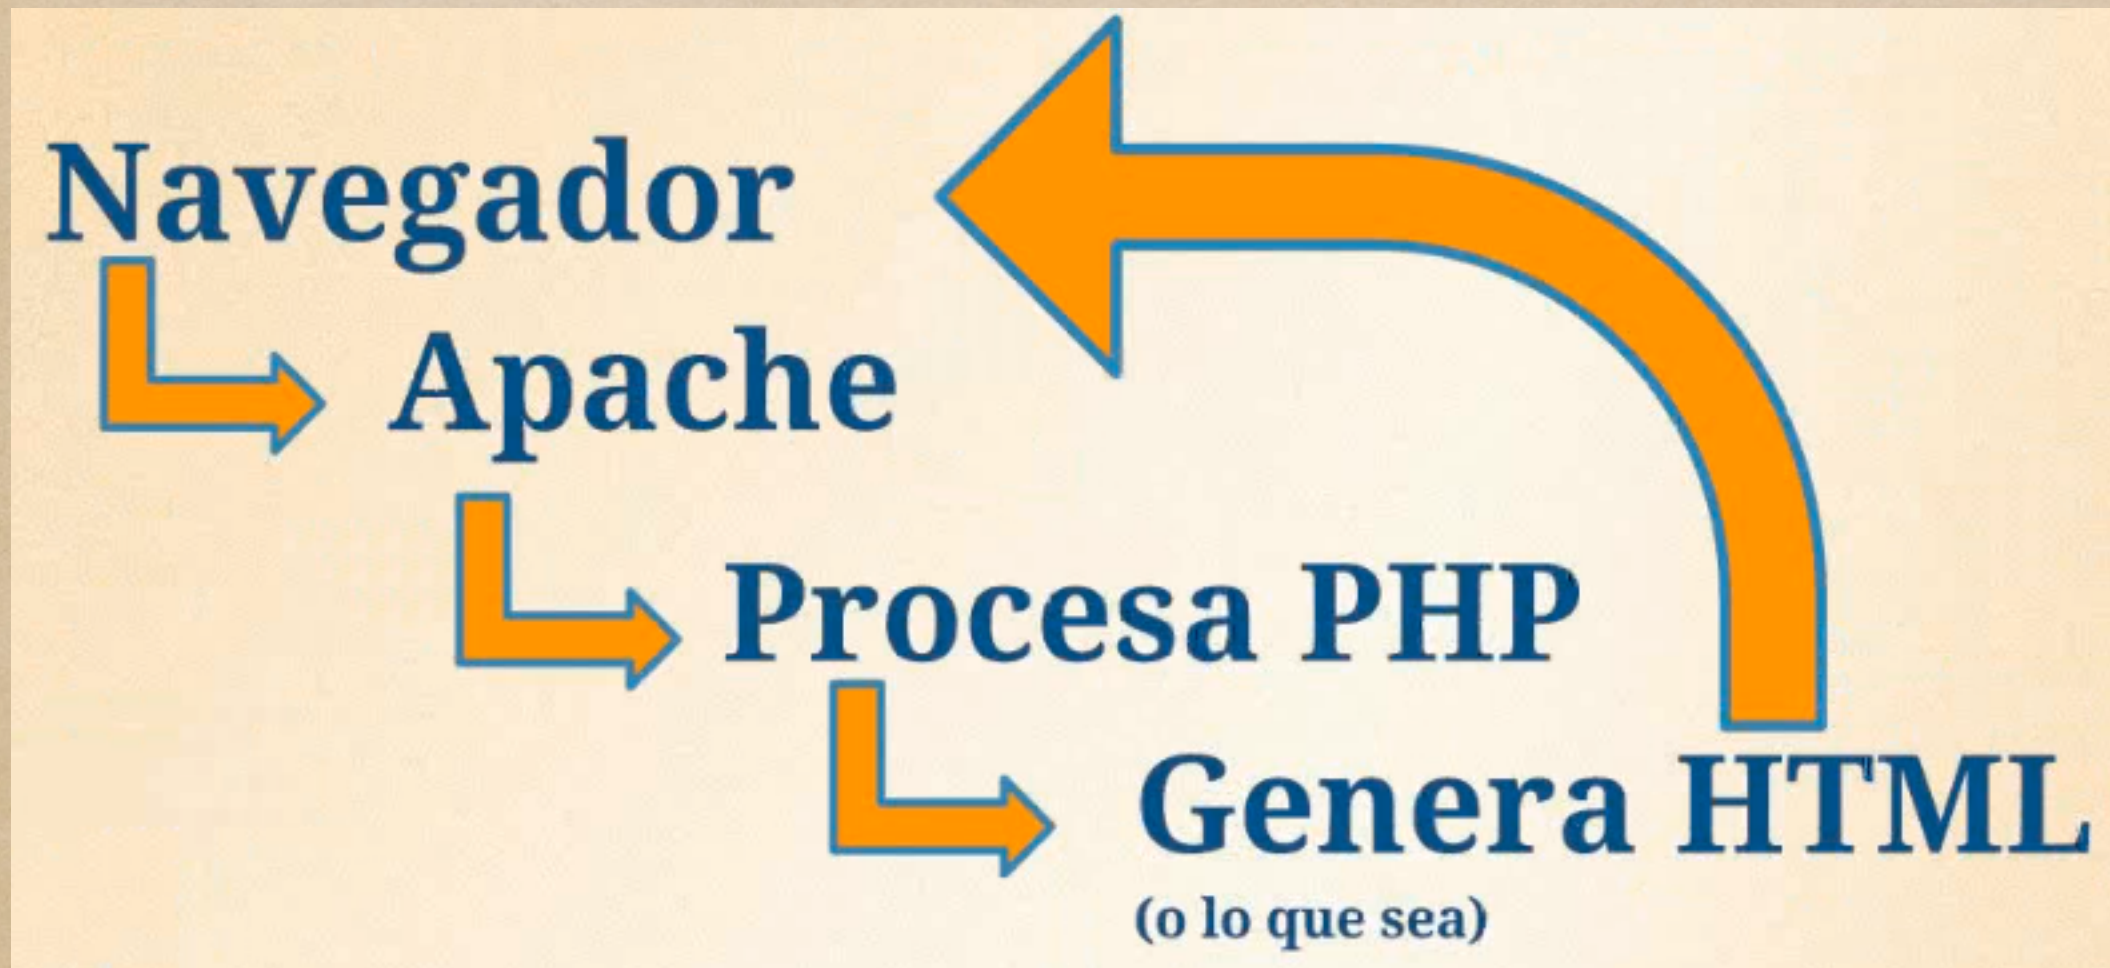 Navegador
Apache
Procesa PHP
Genera HTML
(o lo que sea)